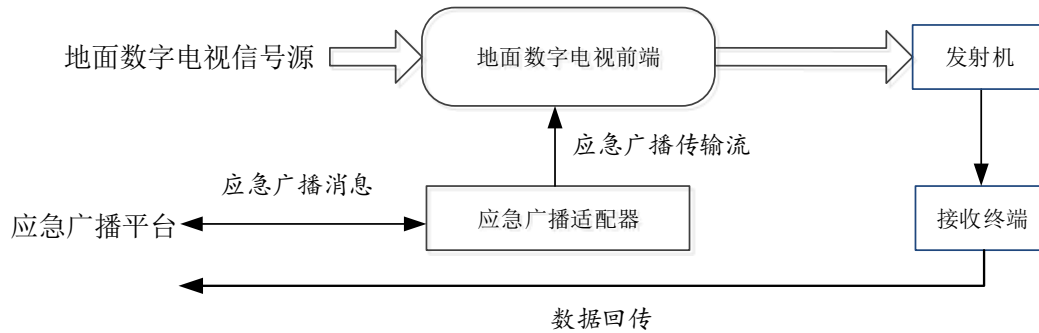 地面数字电视信号源
地面数字电视前端
发射机
应急广播传输流
应急广播消息
应急广播平台
应急广播适配器
接收终端
数据回传